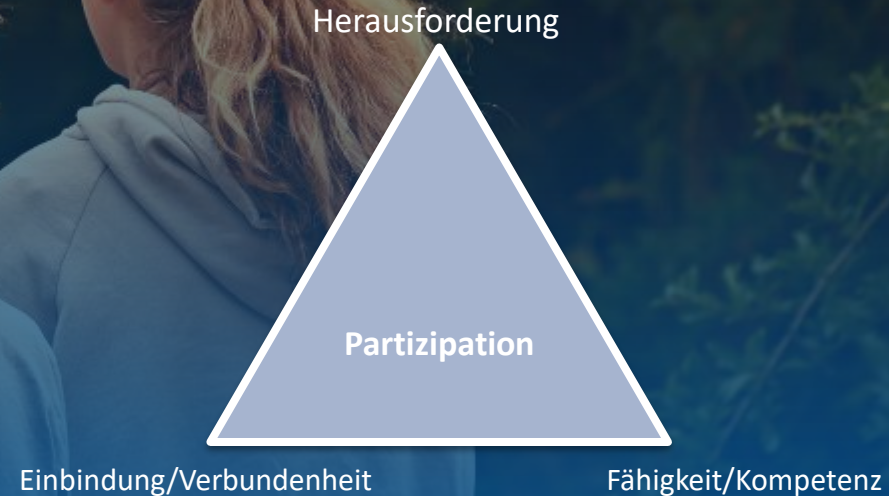 Herausforderung
Partizipation
Einbindung/Verbundenheit
Fähigkeit/Kompetenz